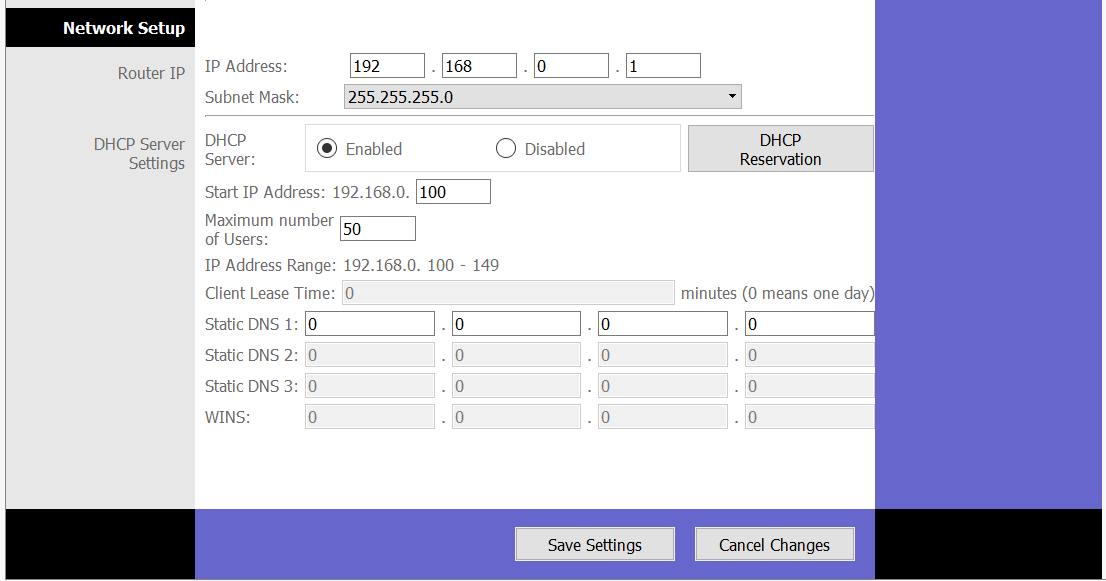 Network Setup
Router IP
IP Address: 192 . 168 . 0 . 1
Subnet Mask: 255.255.255.0
DHCP Server
Settings
DHCP
Server:
Enabled Disabled
DHCP
Reservation
Start IP Address: 192.168.0. 100
Maximum number
of Users:
50
IP Address Range: 192.168.0. 100 - 149
Client Lease Time: 0 minutes (0 means one day)
Static DNS 1: 0 . 0 . 0 . 0
Static DNS 2: 0 . 0 . 0 . 0
Static DNS 3: 0 . 0 . 0 . 0
WINS: 0 . 0 . 0 . 0
Save Settings Cancel Changes